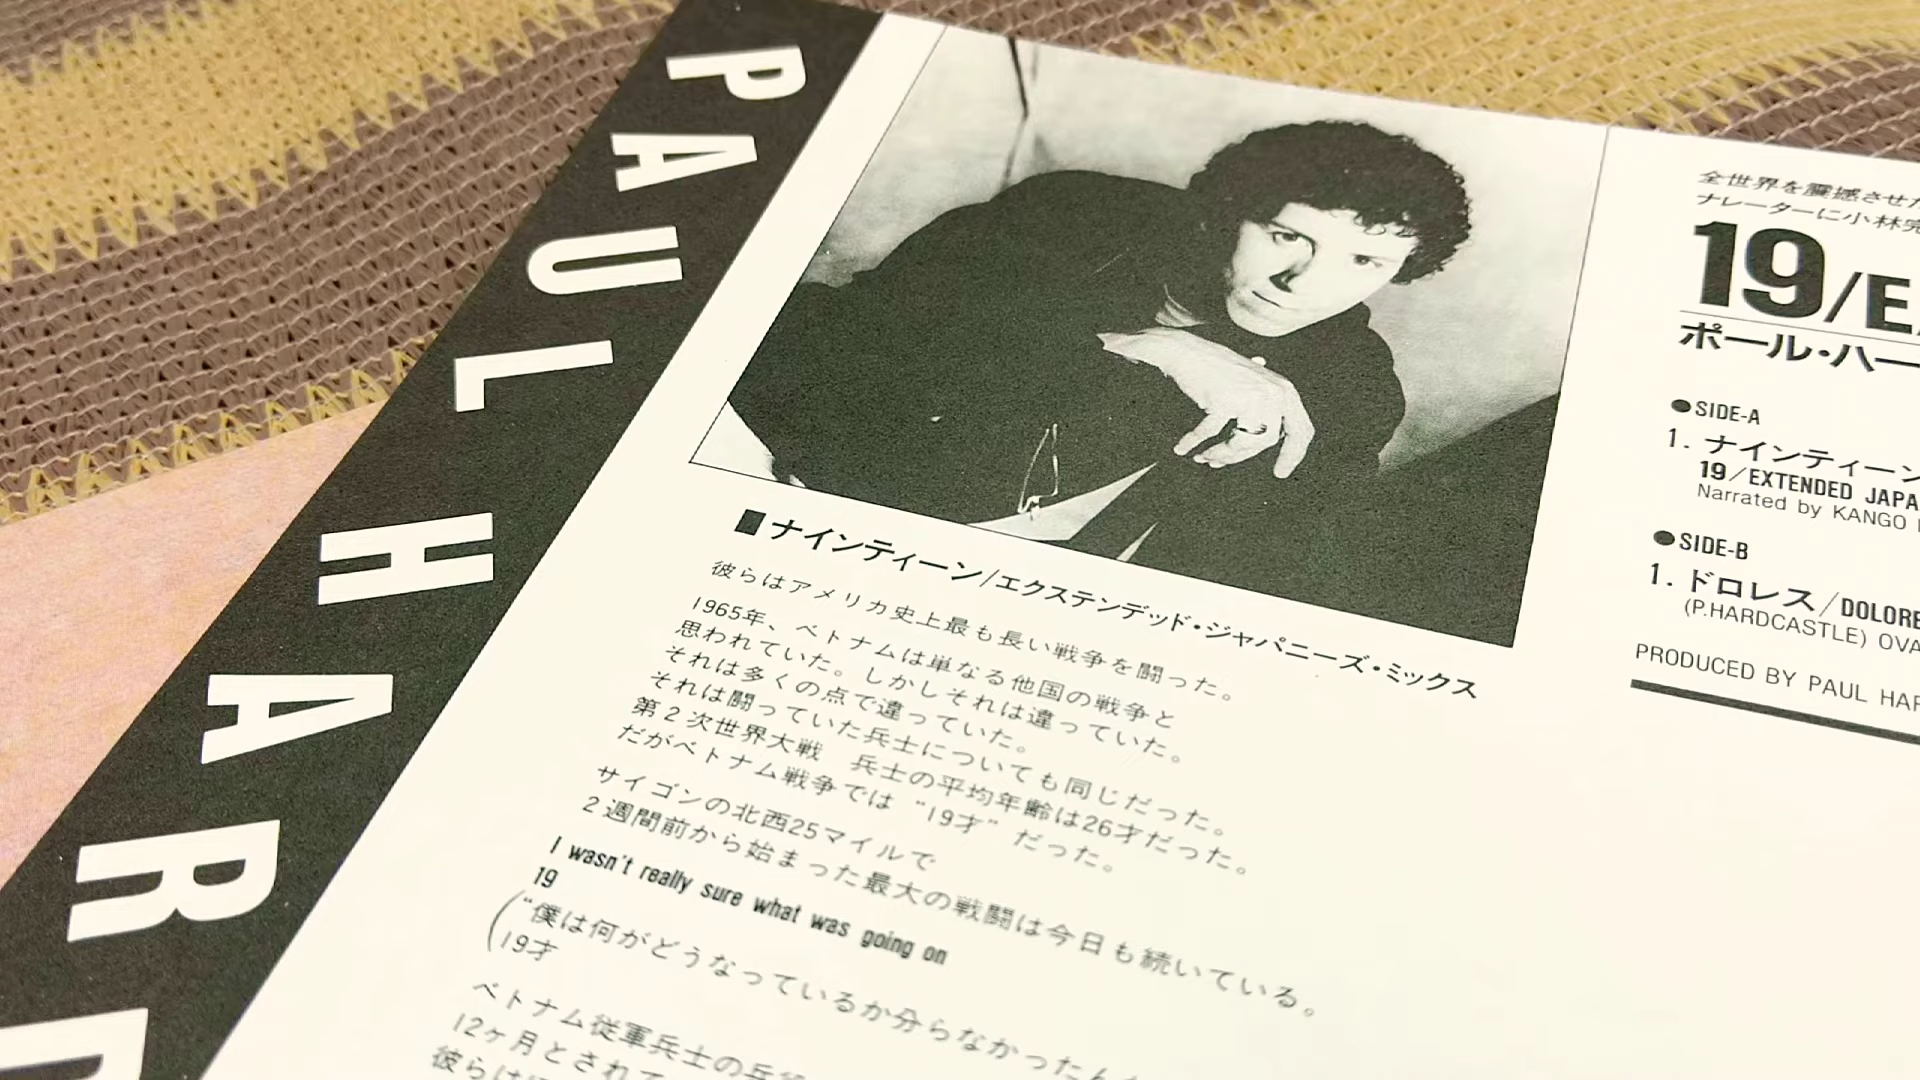 PAUL HAR
全世界を震撼させた
ナレーターに小林完
19/E
ポール・ハー
●SIDE-A
1. ナインティーン
19/EXTENDED JAPA
Narrated by KANGO
●SIDE-B
1. ドロレス/DOLORE
(P.HARDCASTLE) OVA
PRODUCED BY PAUL HAR
■ナインティーン/エクステンデッド・ジャパニーズ・ミックス
彼らはアメリカ史上最も長い戦争を闘った。
1965年、ベトナムは単なる他国の戦争と
思われていた。しかしそれは違っていた。
それは多くの点で違っていた。
それは闘っていた兵士についても同じだった。
第2次世界大戦 兵士の平均年齢は26才だった。
だがベトナム戦争では “19才” だった。
サイゴンの北西25マイルで
2週間前から始まった最大の戦闘は今日も続いている。
I wasn't really sure what was going on
19
(“僕は何がどうなっているか分らなかったん
19才
ベトナム従軍兵士の兵役
12ヶ月とされて
彼らは